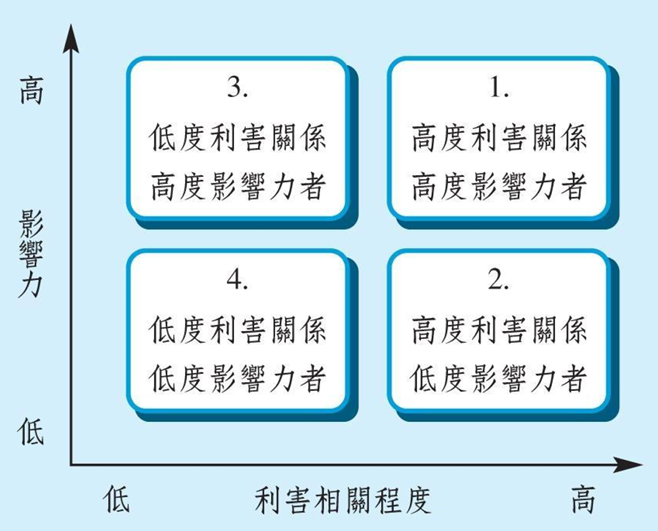 高
影響力
低
3.
低度利害關係
高度影響力者
1.
高度利害關係
高度影響力者
4.
低度利害關係
低度影響力者
2.
高度利害關係
低度影響力者
低
利害相關程度
高